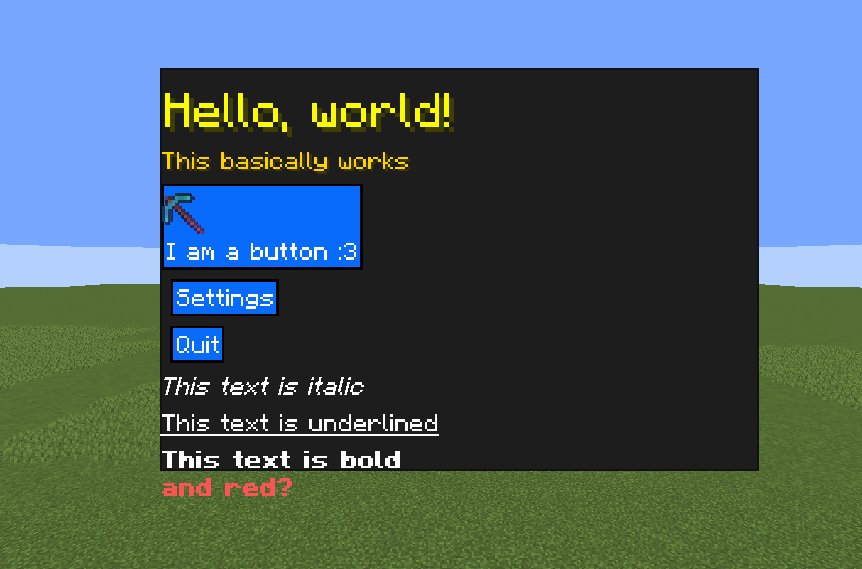 Hello, world!
This basically works
I am a button :3
Settings
Quit
This text is italic
This text is underlined
This text is bold
and red?